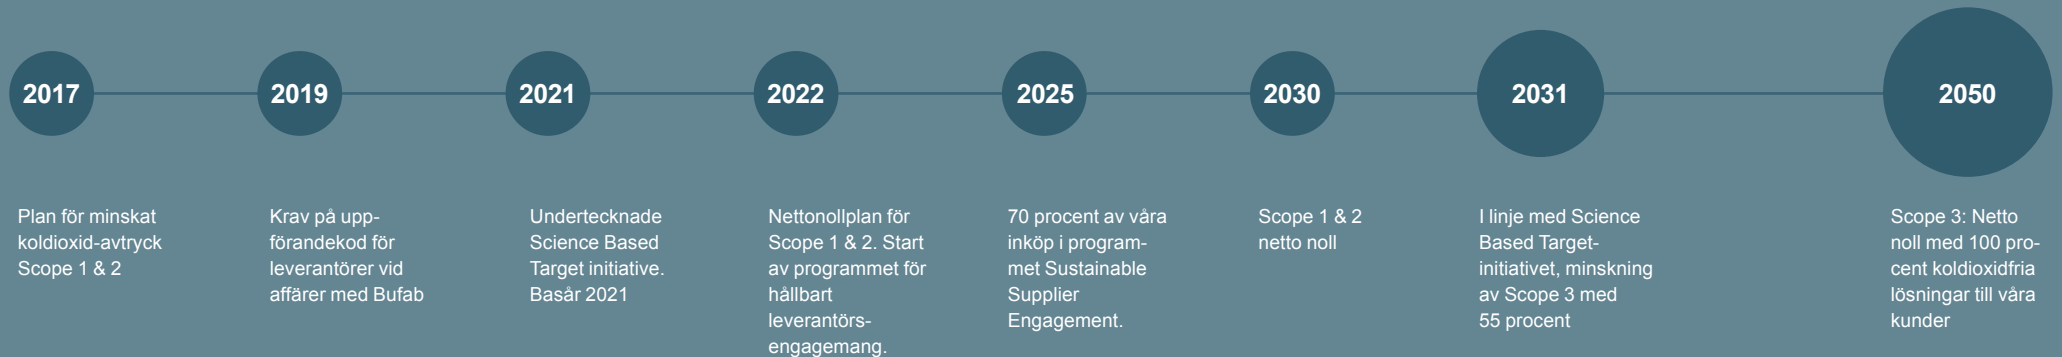 2017
2019
2021
2022
2025
2030
2031
2050
Plan för minskat
koldioxid-avtryck
Scope 1 & 2
Krav på upp-
förandekod för
leverantörer vid
affärer med Bufab
Undertecknade
Science Based
Target initiative.
Basår 2021
Nettonollplan för
Scope 1 & 2. Start
av programmet för
hållbart
leverantörs-
engagemang.
70 procent av våra
inköp i program-
met Sustainable
Supplier
Engagement.
Scope 1 & 2
netto noll
I linje med Science
Based Target-
initiativet, minskning
av Scope 3 med
55 procent
Scope 3: Netto
noll med 100 pro-
cent koldioxidfria
lösningar till våra
kunder